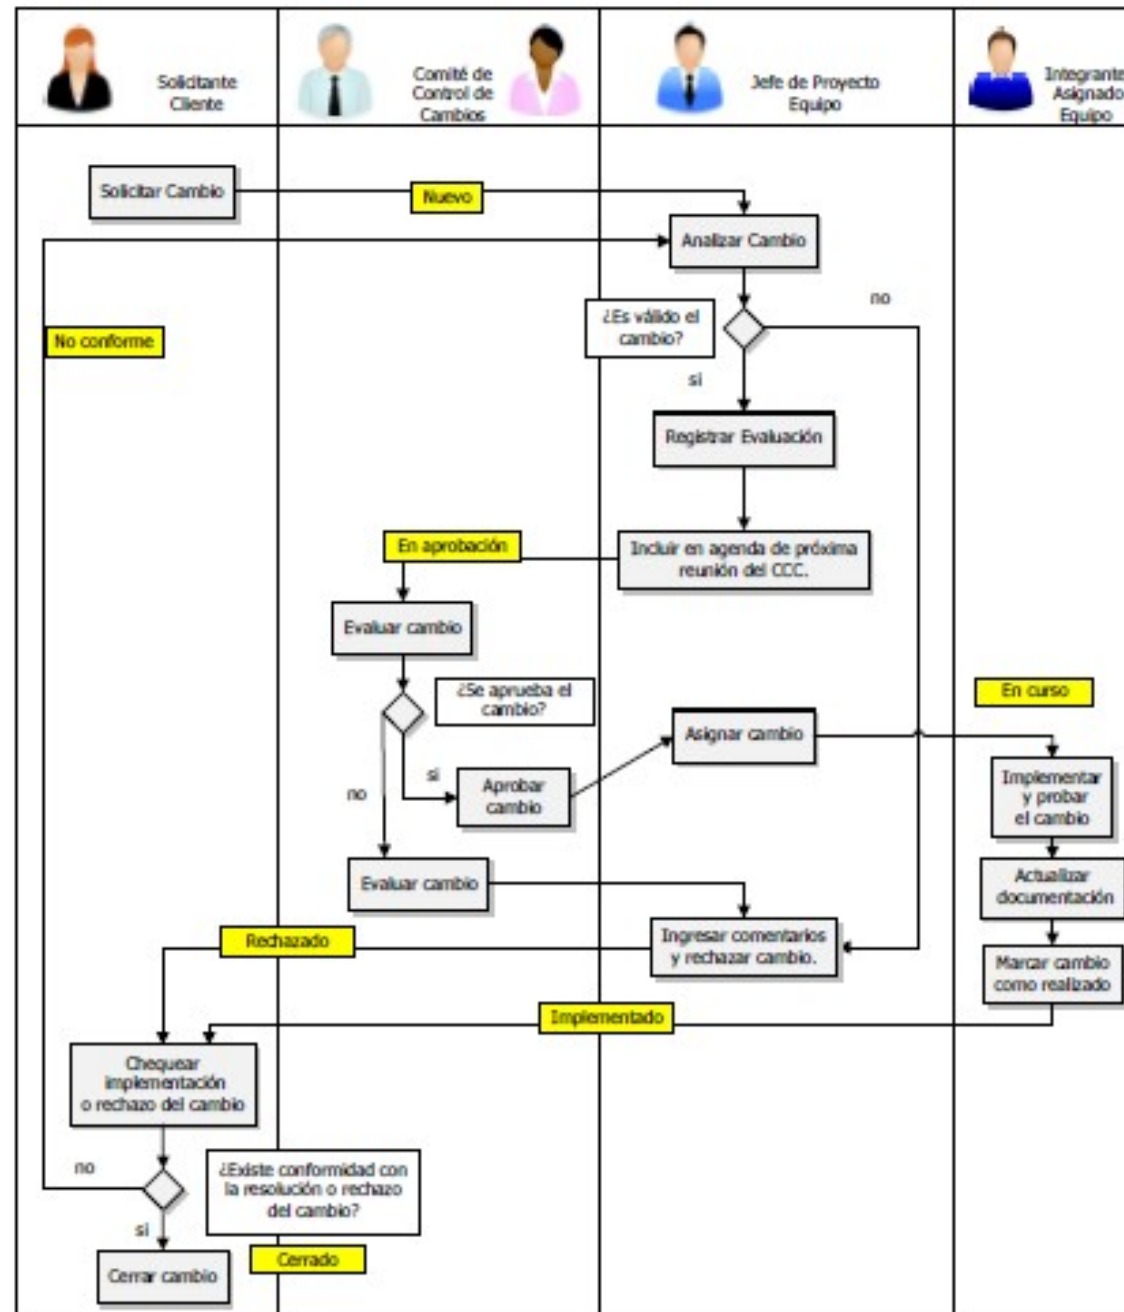 Solicitante
Cliente
Comité de
Control de
Cambios
Jefe de Proyecto
Equipo
Integrante
Asignado
Equipo
Solicitar Cambio
Nuevo
Analizar Cambio
no
¿Es válido el
cambio?
No conforme
si
Registrar Evaluación
En aprobación
Incluir en agenda de próxima
reunión del CCC.
Evaluar cambio
¿Se aprueba el
cambio?
En curso
Asignar cambio
si
no
Aprobar
cambio
Implementar
y probar
el cambio
Evaluar cambio
Actualizar
documentación
Rechazado
Ingresar comentarios
y rechazar cambio.
Marcar cambio
como realizado
Implementado
Chequear
implementación
o rechazo del cambio
no
¿Existe conformidad con
la resolución o rechazo
del cambio?
si
Cerrado
Cerrar cambio